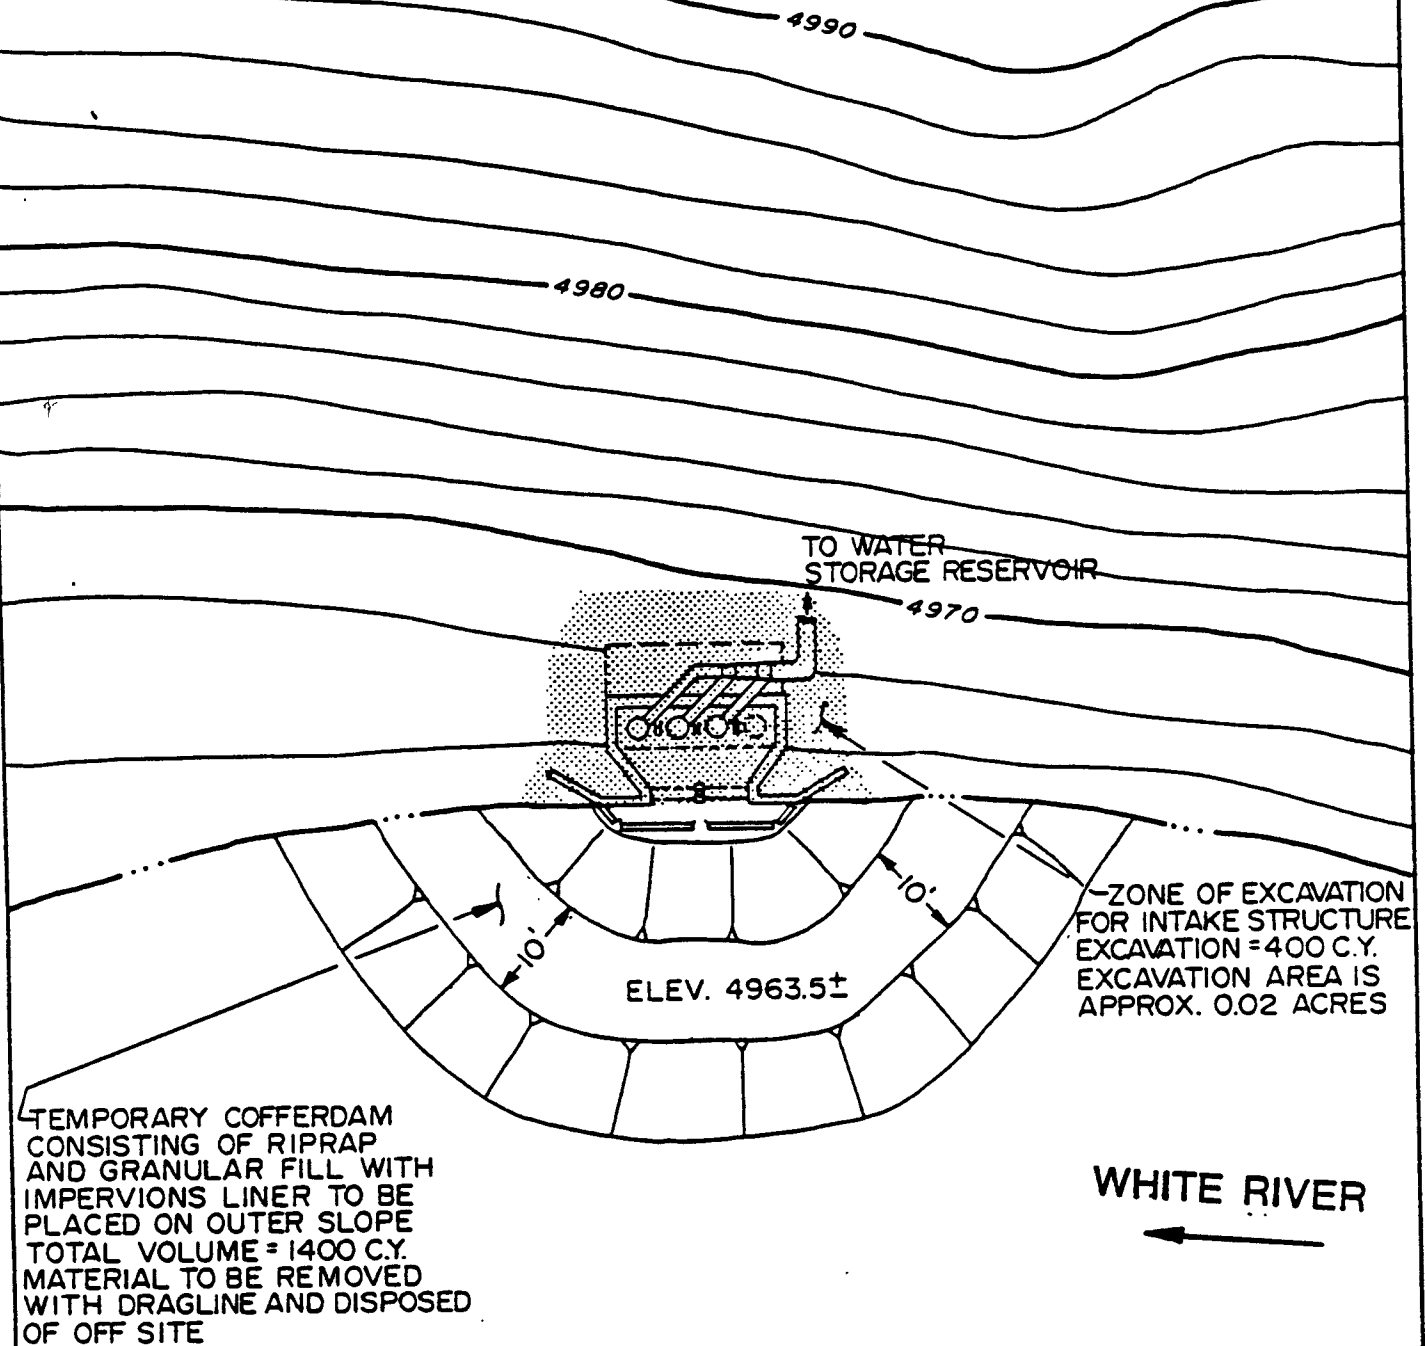 4990
4980
TO WATER
STORAGE RESERVOIR
4970
10'
10'
ELEV. 4963.5±
ZONE OF EXCAVATION
FOR INTAKE STRUCTURE
EXCAVATION = 400 C.Y.
EXCAVATION AREA IS
APPROX. 0.02 ACRES
TEMPORARY COFFERDAM
CONSISTING OF RIPRAP
AND GRANULAR FILL WITH
IMPERVIONS LINER TO BE
PLACED ON OUTER SLOPE
TOTAL VOLUME = 1400 C.Y.
MATERIAL TO BE REMOVED
WITH DRAGLINE AND DISPOSED
OF OFF SITE
WHITE RIVER